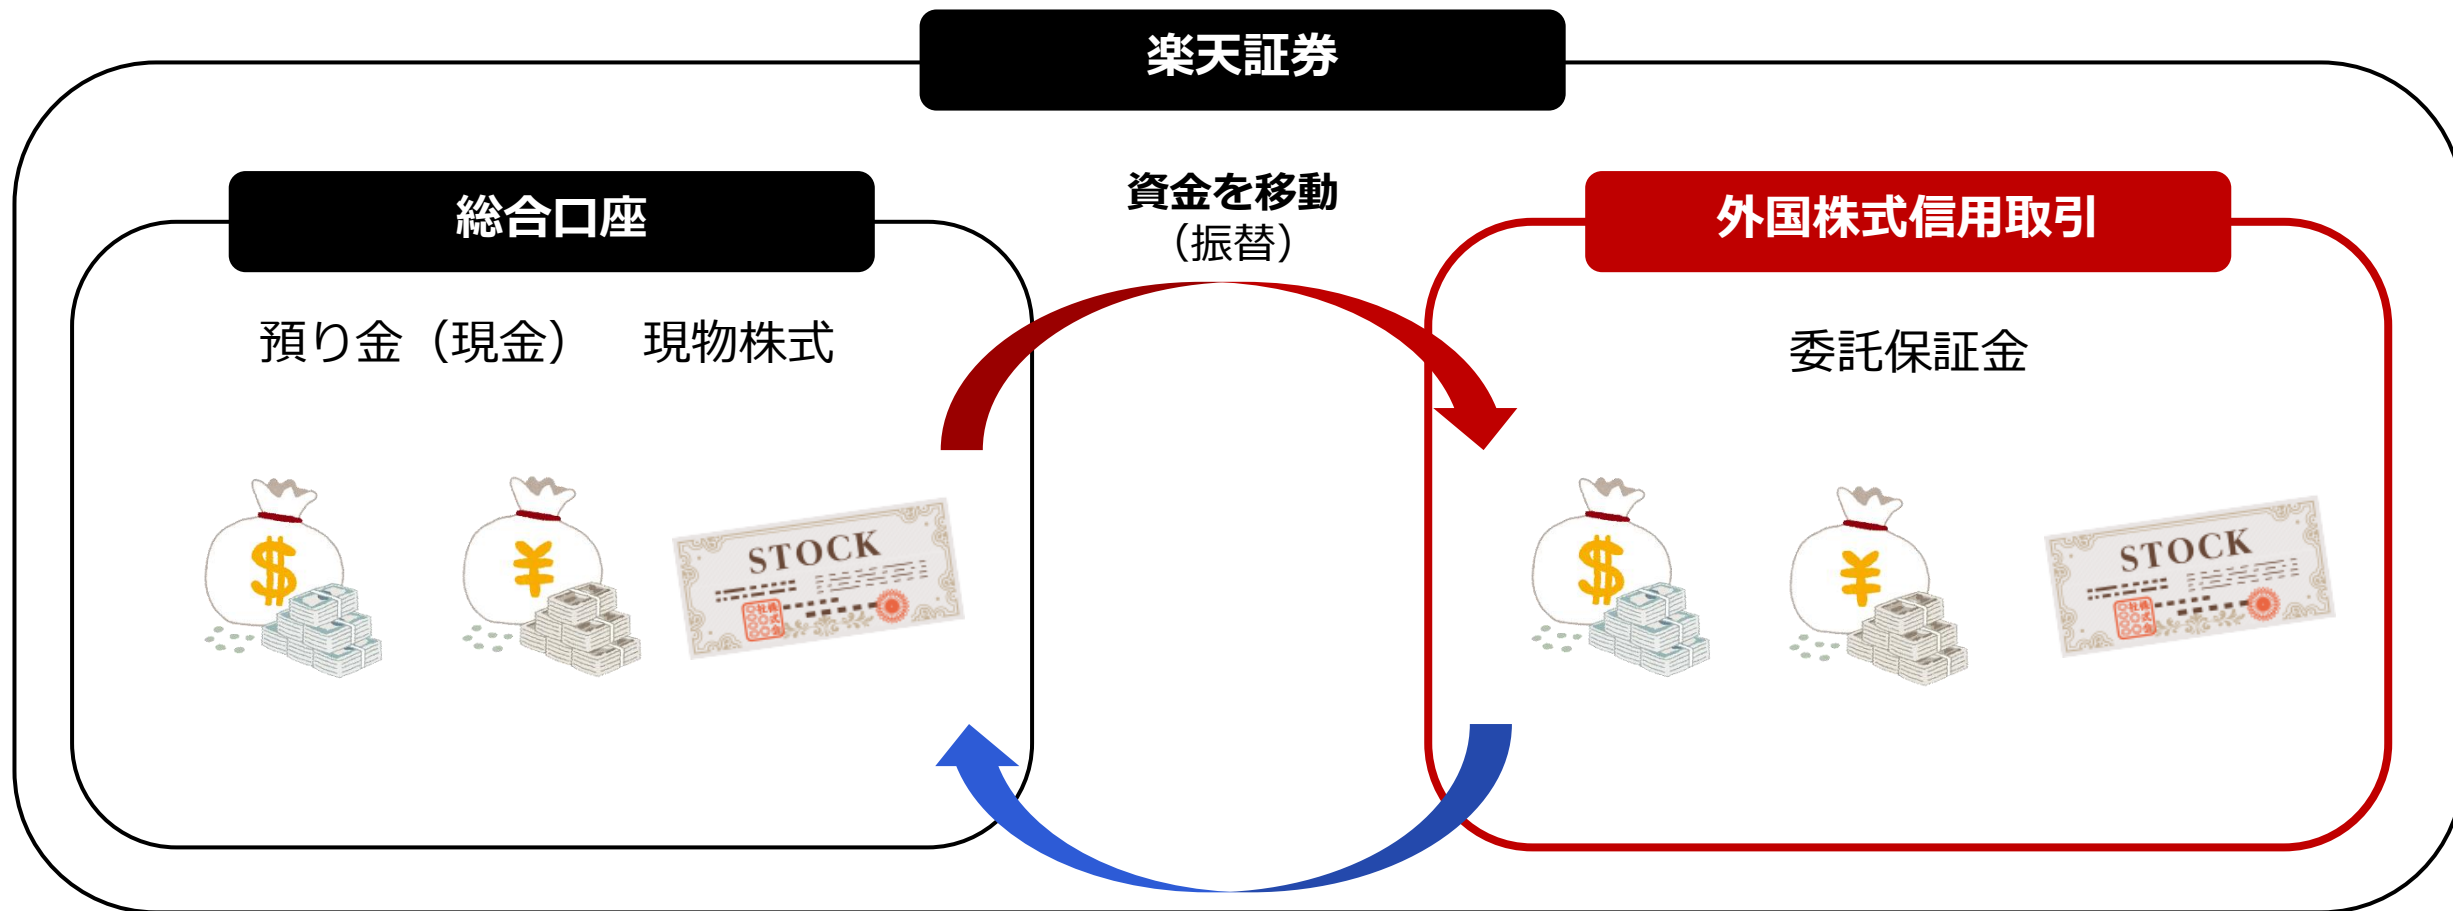 楽天証券
総合口座
資金を移動
（振替）
外国株式信用取引
預り金（現金）　現物株式
委託保証金
$
¥
STOCK
$
¥
STOCK